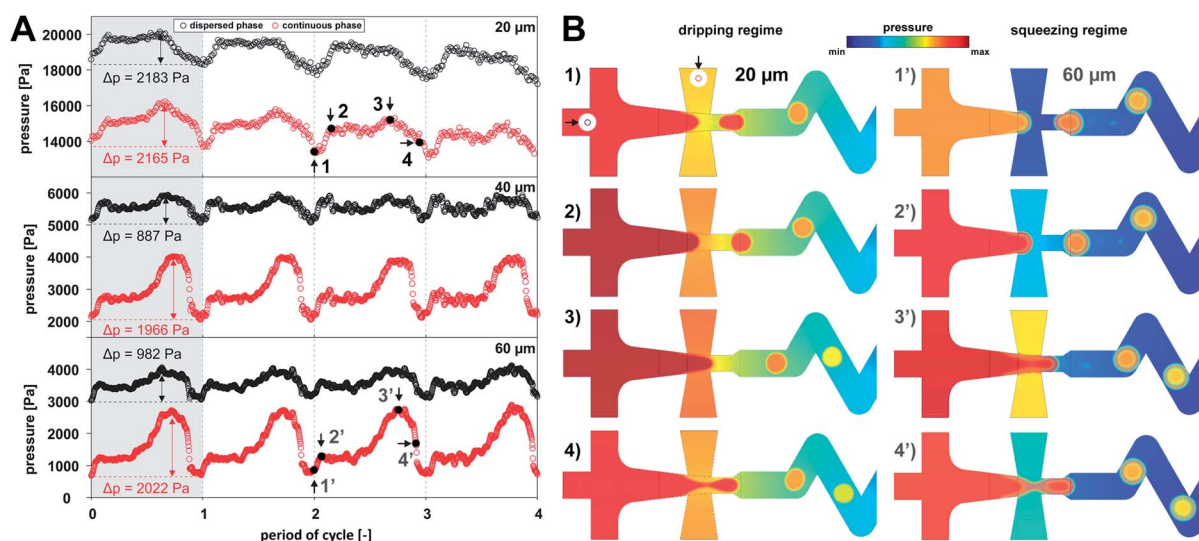 A
dispersed phase continuous phase
20 µm
20000
18000
Δp = 2183 Pa
16000
14000
Δp = 2165 Pa
1
2
3
4
pressure [Pa]
40 µm
6000
5000
Δp = 887 Pa
4000
3000
2000
Δp = 1966 Pa
pressure [Pa]
60 µm
Δp = 982 Pa
4000
3000
2000
1000
0
Δp = 2022 Pa
1'
2'
3'
4'
pressure [Pa]
0 1 2 3 4
period of cycle [-]
B
pressure
min max
dripping regime squeezing regime
20 µm 60 µm
1) 1')
2) 2')
3) 3')
4) 4')